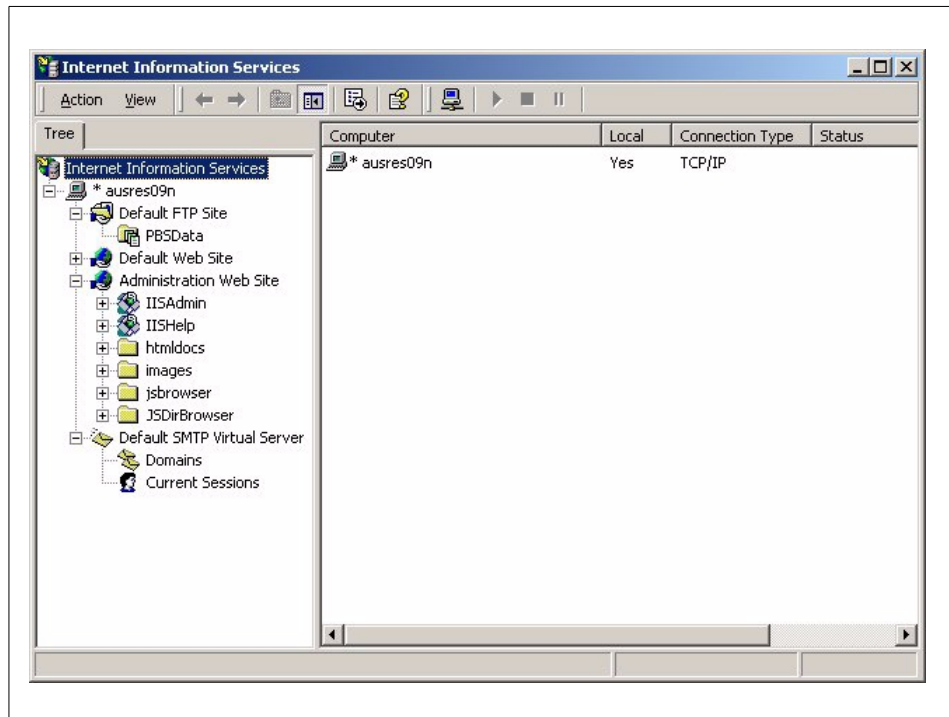 Internet Information Services
Action View
Tree
Computer Local Connection Type Status
Internet Information Services
* ausres09n
Default FTP Site
PBSData
Default Web Site
Administration Web Site
IISAdmin
IISHelp
htmldocs
images
jsbrowser
JSDirBrowser
Default SMTP Virtual Server
Domains
Current Sessions
* ausres09n Yes TCP/IP